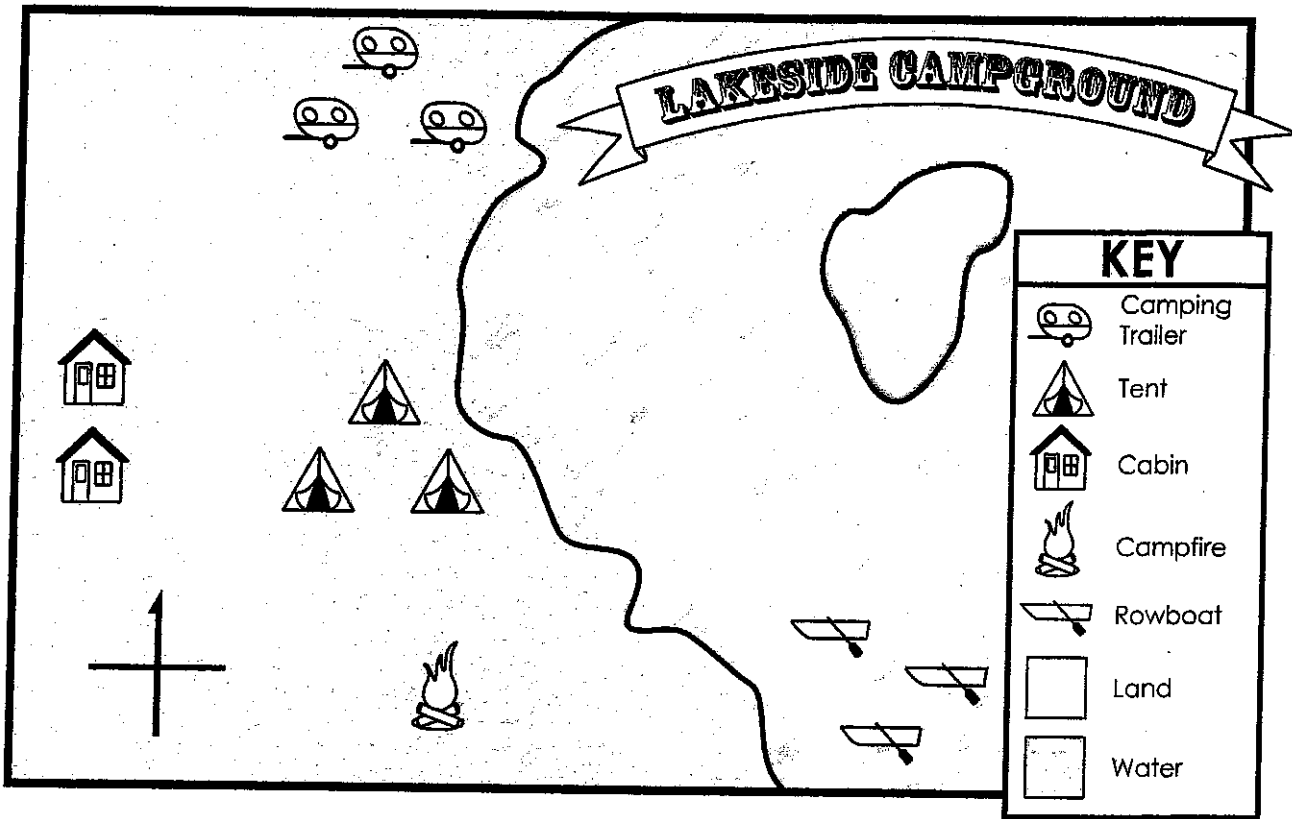 LAKESIDE CAMPGROUND
KEY
Camping
Trailer
Tent
Cabin
Campfire
Rowboat
Land
Water